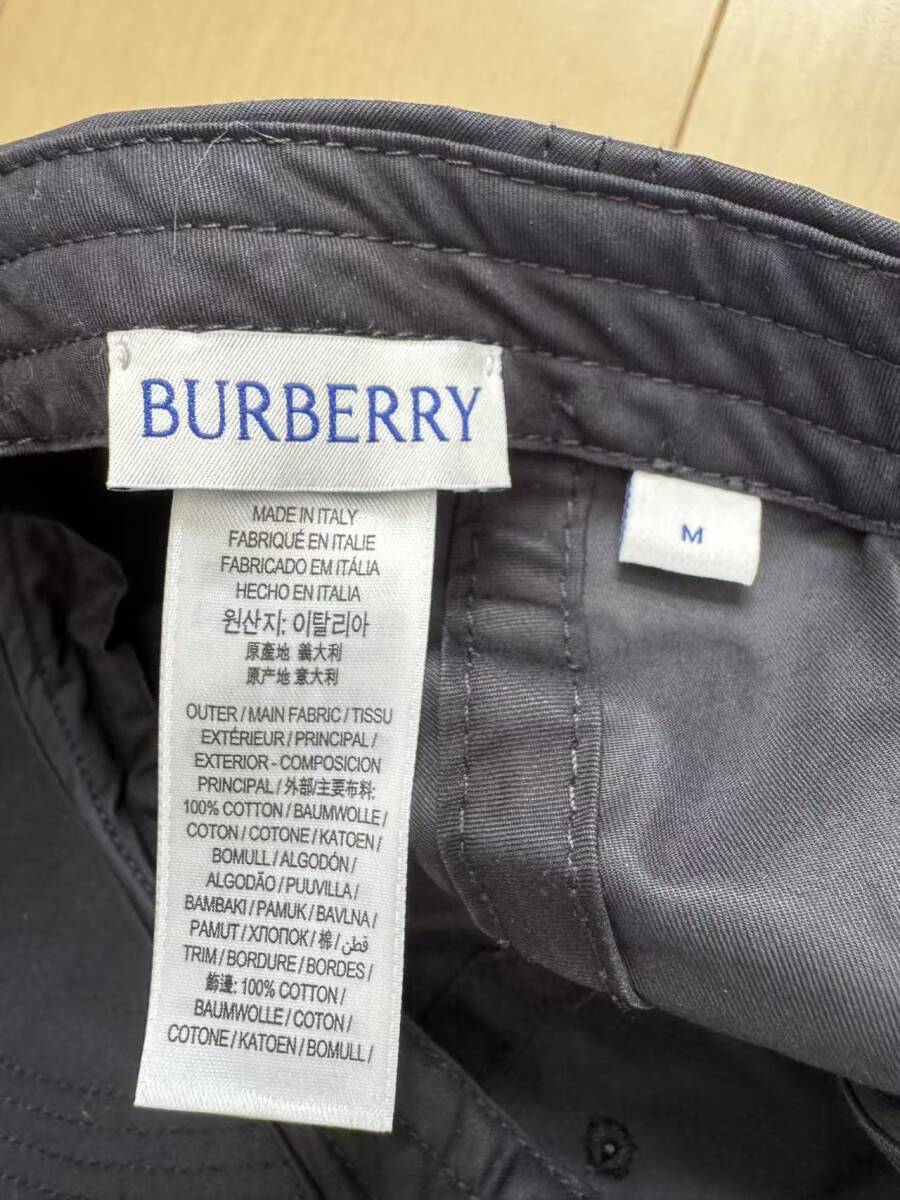 BURBERRY
M
MADE IN ITALY
FABRIQUÉ EN ITALIE
FABRICADO EM ITÁLIA
HECHO EN ITALIA
원산지: 이탈리아
原產地 義大利
原产地 意大利
OUTER / MAIN FABRIC / TISSU
EXTÉRIEUR / PRINCIPAL /
EXTERIOR - COMPOSICION
PRINCIPAL / 外部/主要布料:
100% COTTON / BAUMWOLLE /
COTON / COTONE / KATOEN /
BOMULL / ALGODÓN /
ALGODÃO / PUUVILLA /
BAMBAKI / PAMUK / BAVLNA /
PAMUT / ХЛОПОК / 棉 / قطن
TRIM / BORDURE / BORDES /
飾邊: 100% COTTON /
BAUMWOLLE / COTON /
COTONE / KATOEN / BOMULL /